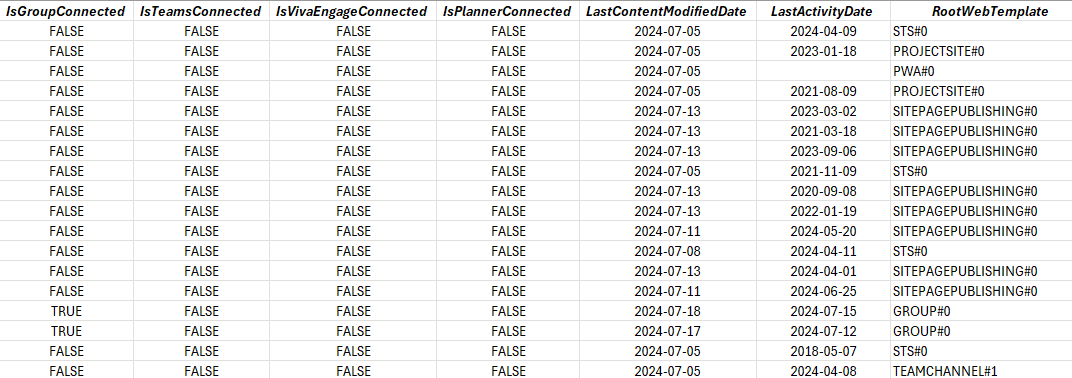 IsGroupConnected IsTeamsConnected IsVivaEngageConnected IsPlannerConnected LastContentModifiedDate LastActivityDate RootWebTemplate
FALSE FALSE FALSE FALSE 2024-07-05 2024-04-09 STS#0
FALSE FALSE FALSE FALSE 2024-07-05 2023-01-18 PROJECTSITE#0
FALSE FALSE FALSE FALSE 2024-07-05 PWA#0
FALSE FALSE FALSE FALSE 2024-07-05 2021-08-09 PROJECTSITE#0
FALSE FALSE FALSE FALSE 2024-07-13 2023-03-02 SITEPAGEPUBLISHING#0
FALSE FALSE FALSE FALSE 2024-07-13 2021-03-18 SITEPAGEPUBLISHING#0
FALSE FALSE FALSE FALSE 2024-07-13 2023-09-06 SITEPAGEPUBLISHING#0
FALSE FALSE FALSE FALSE 2024-07-05 2021-11-09 STS#0
FALSE FALSE FALSE FALSE 2024-07-13 2020-09-08 SITEPAGEPUBLISHING#0
FALSE FALSE FALSE FALSE 2024-07-13 2022-01-19 SITEPAGEPUBLISHING#0
FALSE FALSE FALSE FALSE 2024-07-11 2024-05-20 SITEPAGEPUBLISHING#0
FALSE FALSE FALSE FALSE 2024-07-08 2024-04-11 STS#0
FALSE FALSE FALSE FALSE 2024-07-13 2024-04-01 SITEPAGEPUBLISHING#0
FALSE FALSE FALSE FALSE 2024-07-11 2024-06-25 SITEPAGEPUBLISHING#0
TRUE FALSE FALSE FALSE 2024-07-18 2024-07-15 GROUP#0
TRUE FALSE FALSE FALSE 2024-07-17 2024-07-12 GROUP#0
FALSE FALSE FALSE FALSE 2024-07-05 2018-05-07 STS#0
FALSE FALSE FALSE FALSE 2024-07-05 2024-04-08 TEAMCHANNEL#1